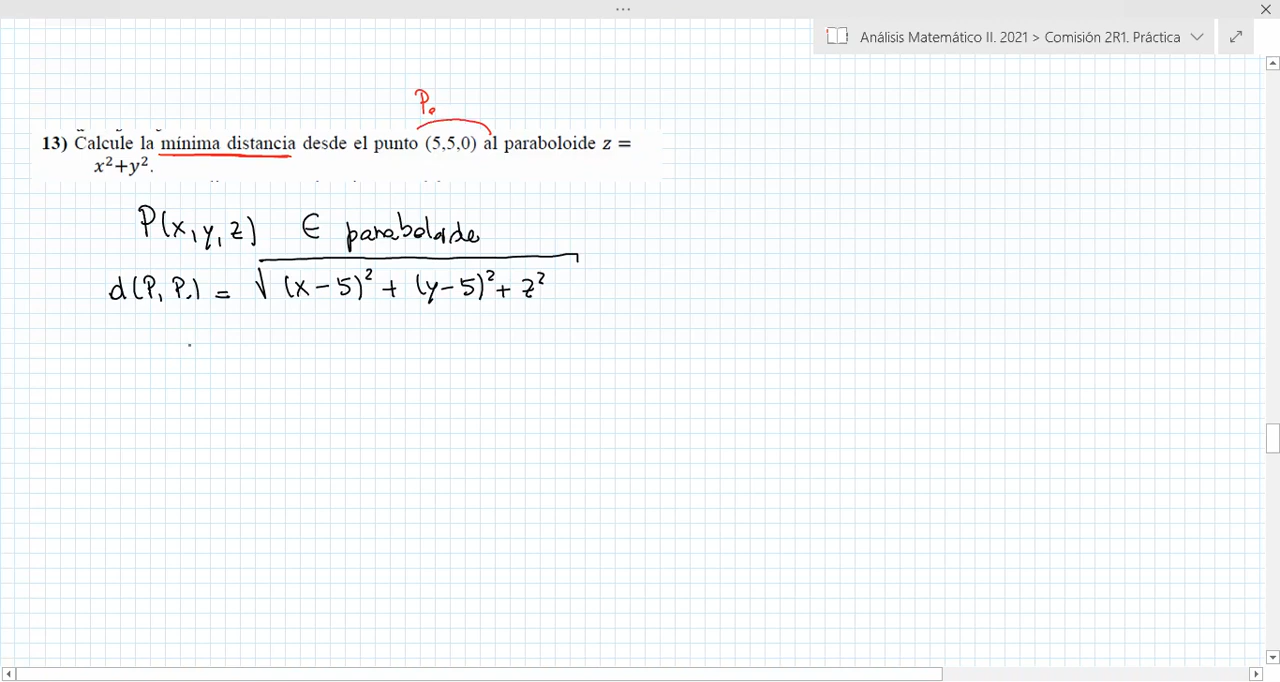 Análisis Matemático II. 2021 > Comisión 2R1. Práctica
P₀
13) Calcule la mínima distancia desde el punto (5,5,0) al paraboloide z =
x²+y².
P(x,y,z) ∈ paraboloide
d(P, P₀) = √(x-5)² + (y-5)² + z²